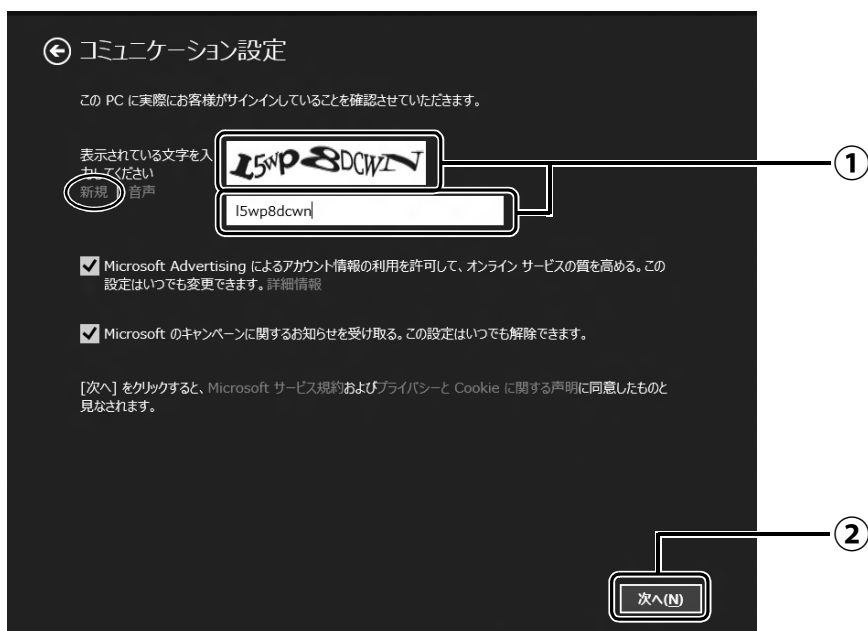 コミュニケーション設定
この PC に実際にお客様がサインインしていることを確認させていただきます。
表示されている文字を入
力してください
新規 音声
L5WP8DCWIN
l5wp8dcwn
①
Microsoft Advertising によるアカウント情報の利用を許可して、オンライン サービスの質を高める。この
設定はいつでも変更できます。詳細情報
Microsoft のキャンペーンに関するお知らせを受け取る。この設定はいつでも解除できます。
[次へ] をクリックすると、Microsoft サービス規約およびプライバシーと Cookie に関する声明に同意したものと
見なされます。
②
次へ(N)